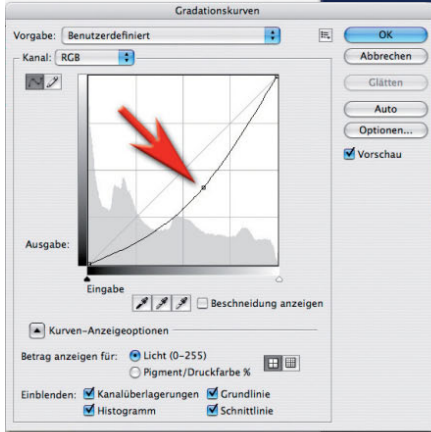 Gradationskurven
Vorgabe: Benutzerdefiniert
OK
Kanal: RGB
Abbrechen
Glätten
Auto
Optionen...
Vorschau
Ausgabe:
Eingabe
Beschneidung anzeigen
Kurven-Anzeigeoptionen
Betrag anzeigen für: Licht (0–255)
Pigment/Druckfarbe %
Einblenden: Kanalüberlagerungen Grundlinie
Histogramm Schnittlinie